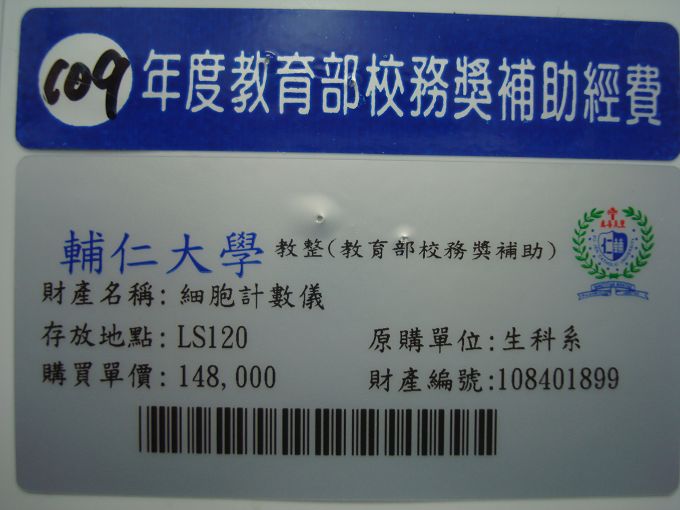 109年度教育部校務獎補助經費
輔仁大學 教整(教育部校務獎補助)
財產名稱: 細胞計數儀
存放地點: LS120 原購單位:生科系
購買單價: 148,000 財產編號:108401899